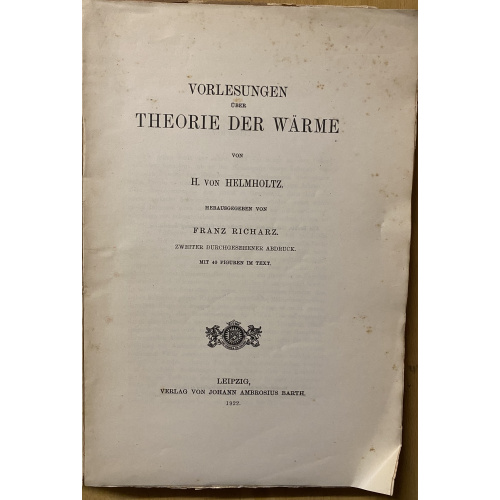 VORLESUNGEN
ÜBER
THEORIE DER WÄRME
VON
H. VON HELMHOLTZ.
HERAUSGEGEBEN VON
FRANZ RICHARZ.
ZWEITER DURCHGESEHENER ABDRUCK.
MIT 40 FIGUREN IM TEXT.
LEIPZIG,
VERLAG VON JOHANN AMBROSIUS BARTH.
1922.